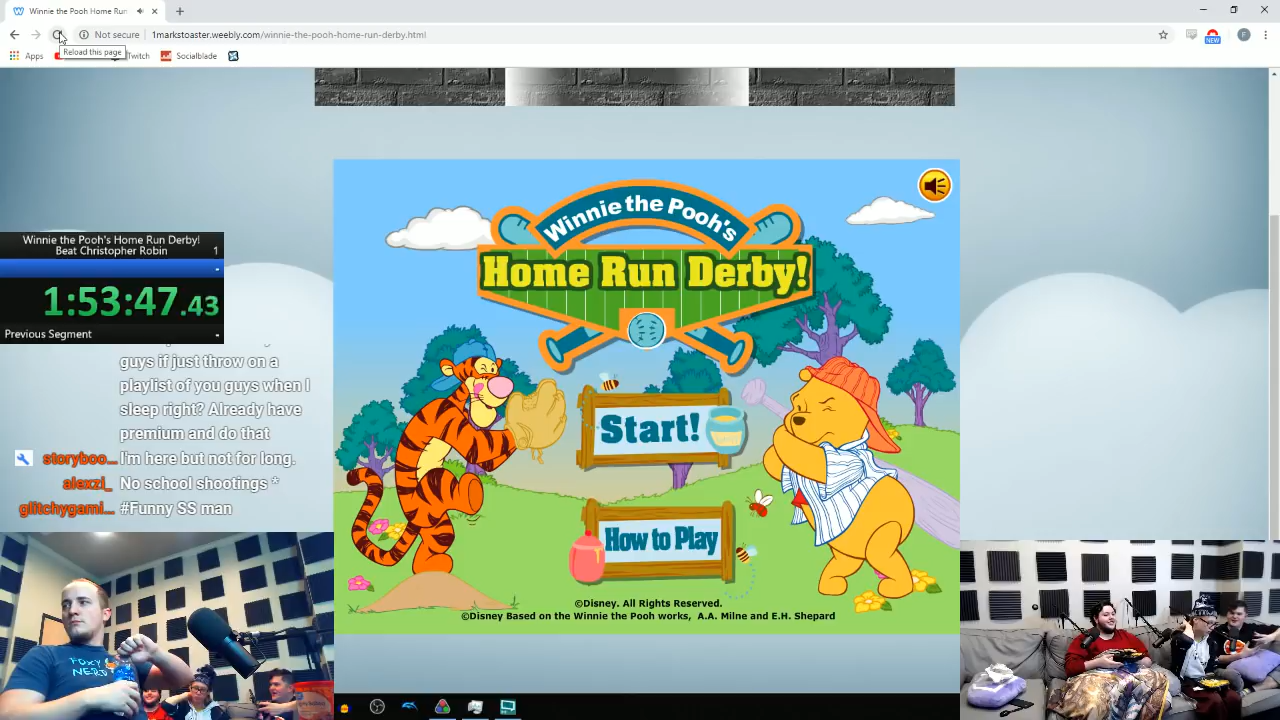 Winnie the Pooh Home Run
Not secure
1markstoaster.weebly.com/winnie-the-pooh-home-run-derby.html
NEW
F
Reload this page
Apps
Twitch
Socialblade
Winnie the Pooh's Home Run Derby!
Beat Christopher Robin 1
-
1:53:47.43
Previous Segment -
guys if just throw on a
playlist of you guys when I
sleep right? Already have
premium and do that
storyboo... I'm here but not for long.
alexzi_ No school shootings *
glitchygami... #Funny SS man
Winnie the Pooh's
Home Run Derby!
Start!
How to Play
©Disney. All Rights Reserved.
©Disney Based on the Winnie the Pooh works, A.A. Milne and E.H. Shepard
FOXY
NERD